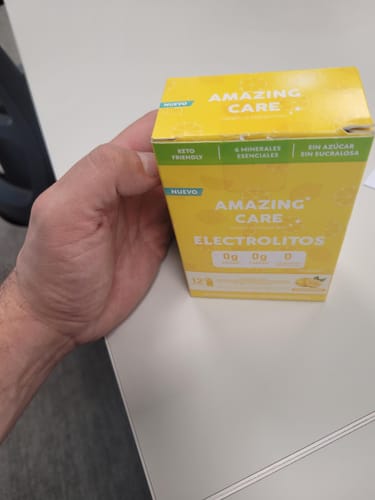 NUEVO
AMAZING
CARE
KETO
FRIENDLY
6 MINERALES
ESENCIALES
SIN AZÚCAR
SIN SUCRALOSA
NUEVO
AMAZING
CARE
ELECTROLITOS
0g 0g 0
12